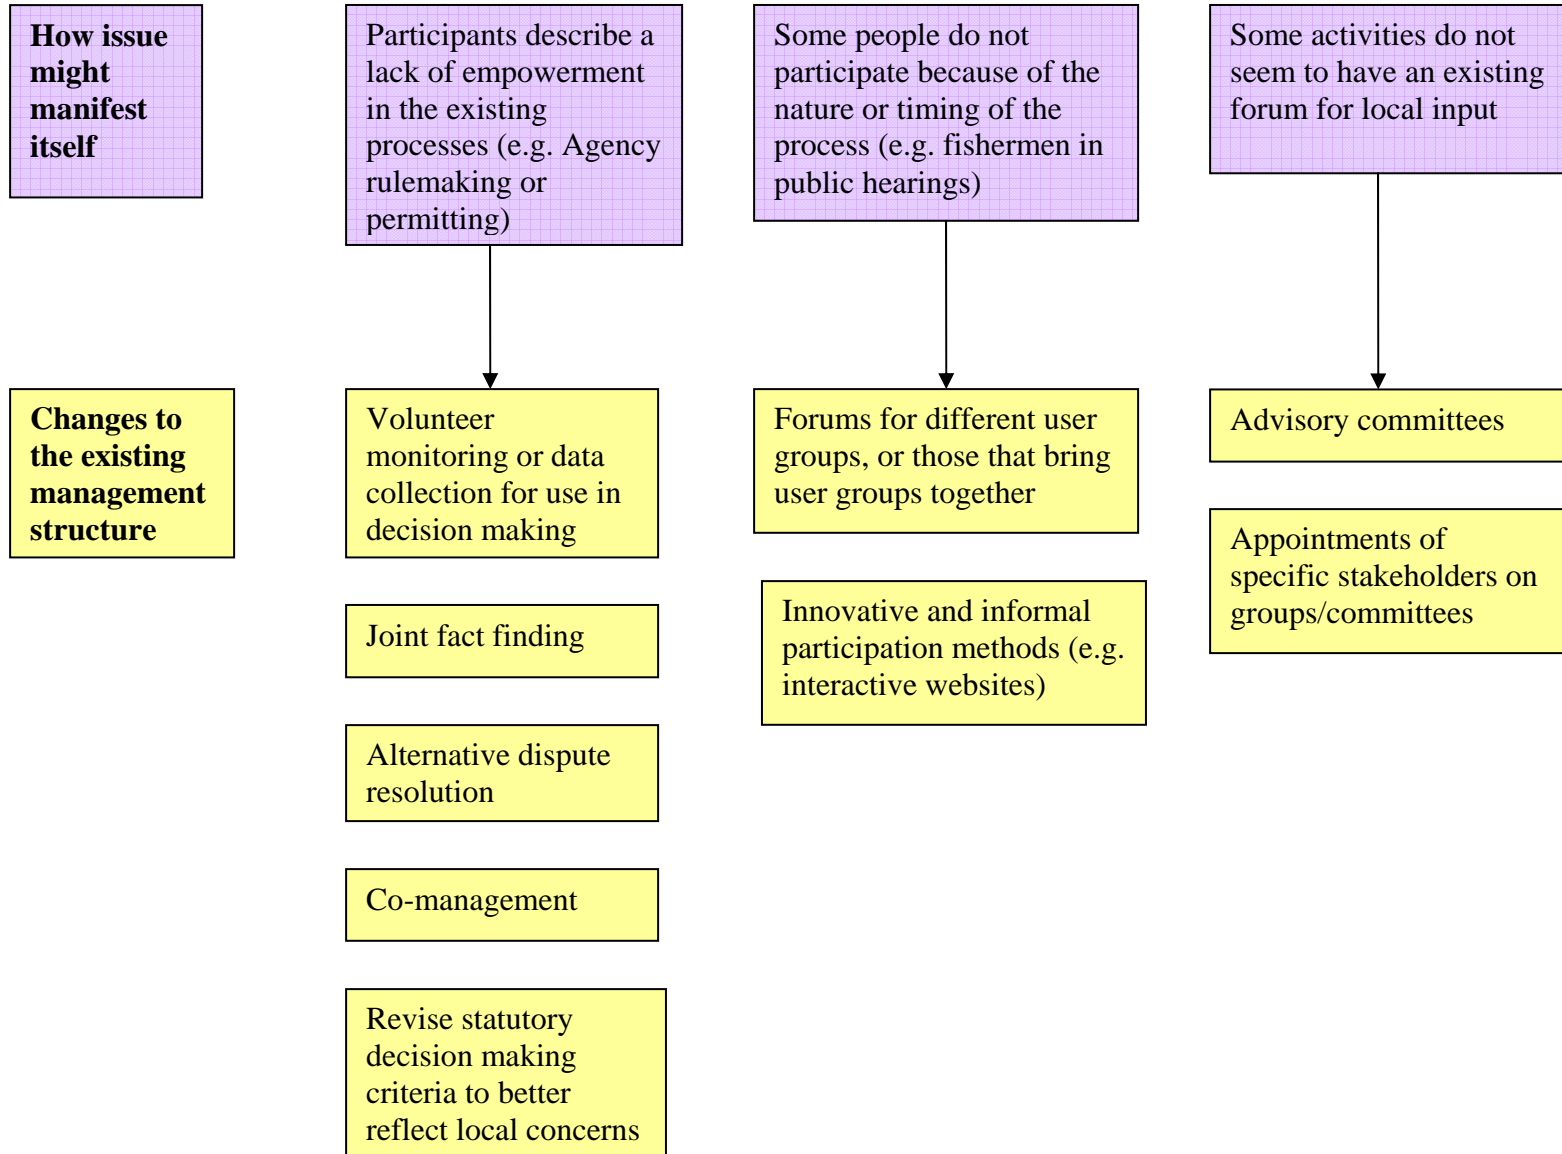 How issue
might
manifest
itself
Participants describe a
lack of empowerment
in the existing
processes (e.g. Agency
rulemaking or
permitting)
Some people do not
participate because of the
nature or timing of the
process (e.g. fishermen in
public hearings)
Some activities do not
seem to have an existing
forum for local input
Changes to
the existing
management
structure
Volunteer
monitoring or data
collection for use in
decision making
Joint fact finding
Alternative dispute
resolution
Co-management
Revise statutory
decision making
criteria to better
reflect local concerns
Forums for different user
groups, or those that bring
user groups together
Innovative and informal
participation methods (e.g.
interactive websites)
Advisory committees
Appointments of
specific stakeholders on
groups/committees